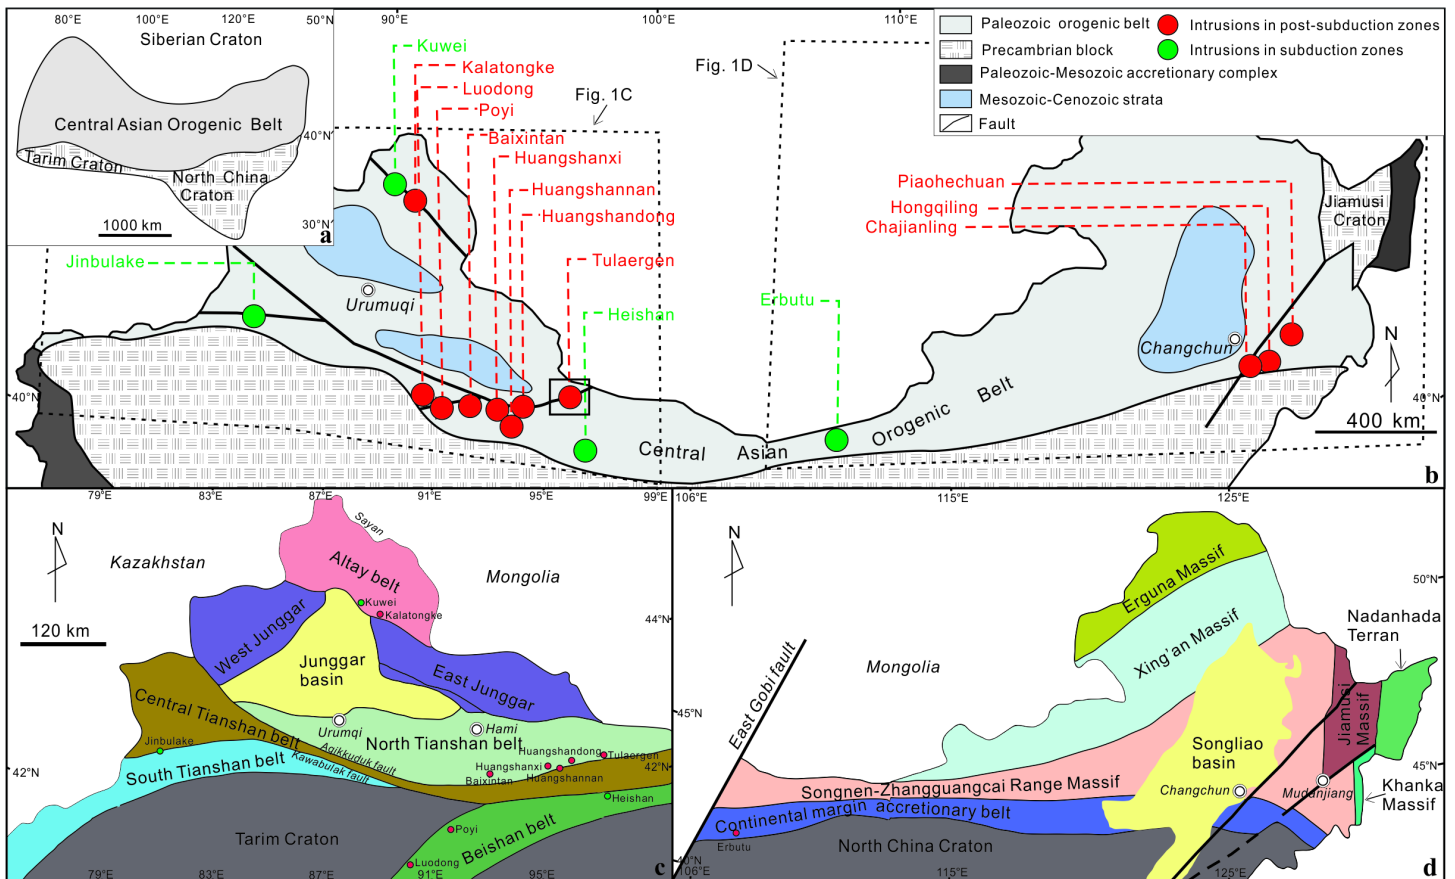 80°E
100°E
120°E
50°N
Siberian Craton
Central Asian Orogenic Belt
Tarim Craton
North China
Craton
40°N
30°N
1000 km
a
90°E
100°E
110°E
Kuwei
Kalatongke
Luodong
Poyi
Baixintan
Huangshanxi
Huangshannan
Huangshandong
Tulaergen
Heishan
Jinbulake
Urumuqi
Fig. 1C
Fig. 1D
Erbutu
Piaohechuan
Hongqiling
Chajianling
Jiamusi
Craton
Changchun
Central Asian Orogenic Belt
N
40°N
40°N
400 km
b
Paleozoic orogenic belt
Precambrian block
Paleozoic-Mesozoic accretionary complex
Mesozoic-Cenozoic strata
Fault
Intrusions in post-subduction zones
Intrusions in subduction zones
79°E
83°E
87°E
91°E
95°E
99°E
N
120 km
Kazakhstan
Sayan
Altay belt
Mongolia
Kuwei
Kalatongke
West Junggar
Junggar
basin
East Junggar
44°N
Central Tianshan belt
Urumqi
Hami
North Tianshan belt
Jinbulake
Aqikkuduk fault
Kawabulak fault
South Tianshan belt
Huangshandong
Tulaergen
Huangshanxi
Huangshannan
Baixintan
42°N
42°N
Heishan
Poyi
Beishan belt
Luodong
Tarim Craton
79°E
83°E
87°E
91°E
95°E
c
106°E
115°E
125°E
N
Mongolia
East Gobi fault
Erguna Massif
Xing'an Massif
50°N
Nadanhada
Terran
Jiamusi
Massif
Songliao
basin
45°N
45°N
Songnen-Zhangguangcai Range Massif
Changchun
Mudanjiang
Khanka
Massif
Continental margin accretionary belt
Erbutu
North China Craton
40°N
106°E
115°E
125°E
d